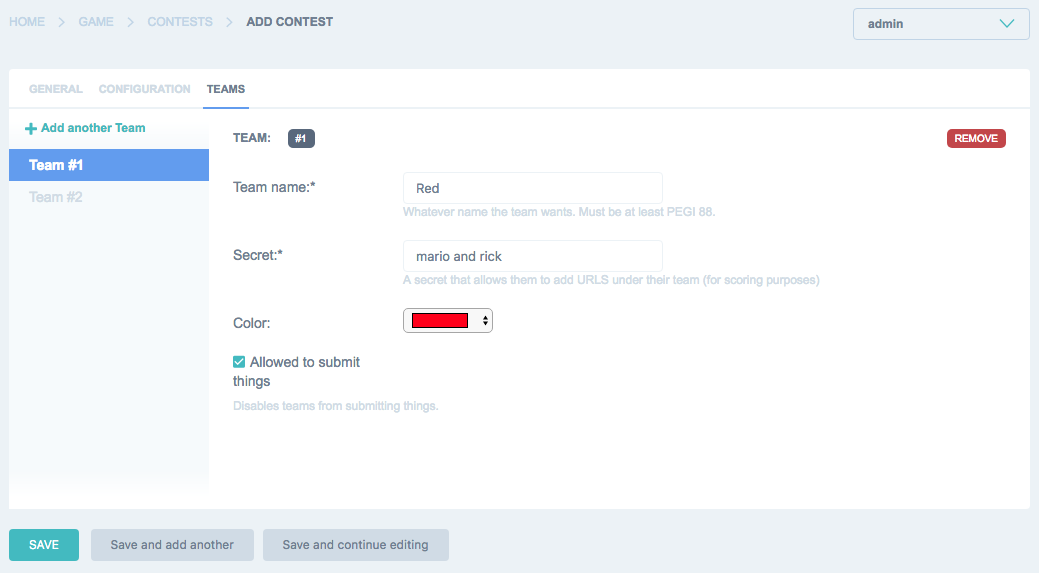 HOME > GAME > CONTESTS > ADD CONTEST
admin
GENERAL CONFIGURATION TEAMS
Add another Team
Team #1
Team #2
TEAM: #1
REMOVE
Team name:*
Red
Whatever name the team wants. Must be at least PEGI 88.
Secret:*
mario and rick
A secret that allows them to add URLS under their team (for scoring purposes)
Color:
Allowed to submit
things
Disables teams from submitting things.
SAVE
Save and add another
Save and continue editing